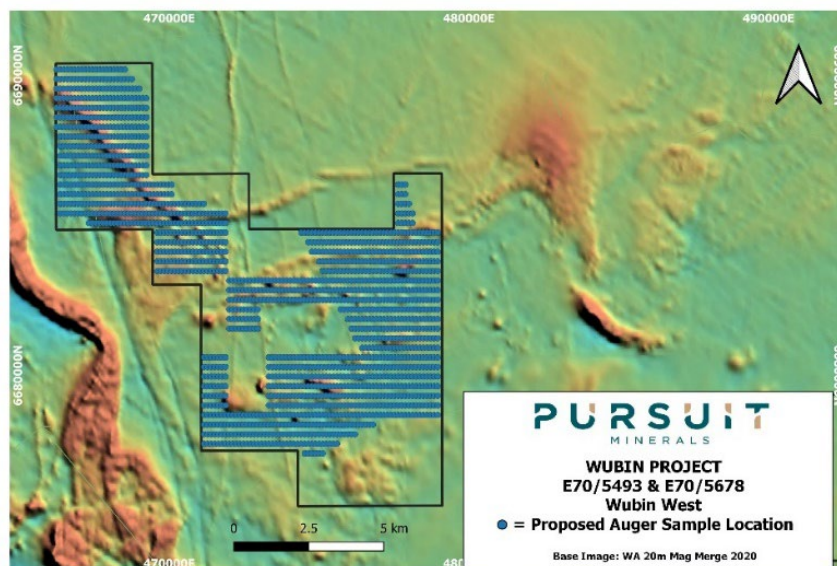 470000E
480000E
490000E
6690000N
6680000N
PURSUIT
MINERALS
WUBIN PROJECT
E70/5493 & E70/5678
Wubin West
= Proposed Auger Sample Location
Base Image: WA 20m Mag Merge 2020
0
2.5
5 km
470000E